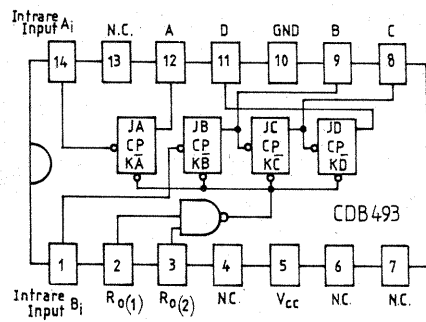 Intrare
Input Ai N.C. A D GND B C
14 13 12 11 10 9 8
JA JB JC JD
CP CP CP CP
KA̅ KB̅ KC̅ KD̅
CDB493
1 2 3 4 5 6 7
Intrare
Input Bi R0(1) R0(2) N.C. Vcc N.C. N.C.